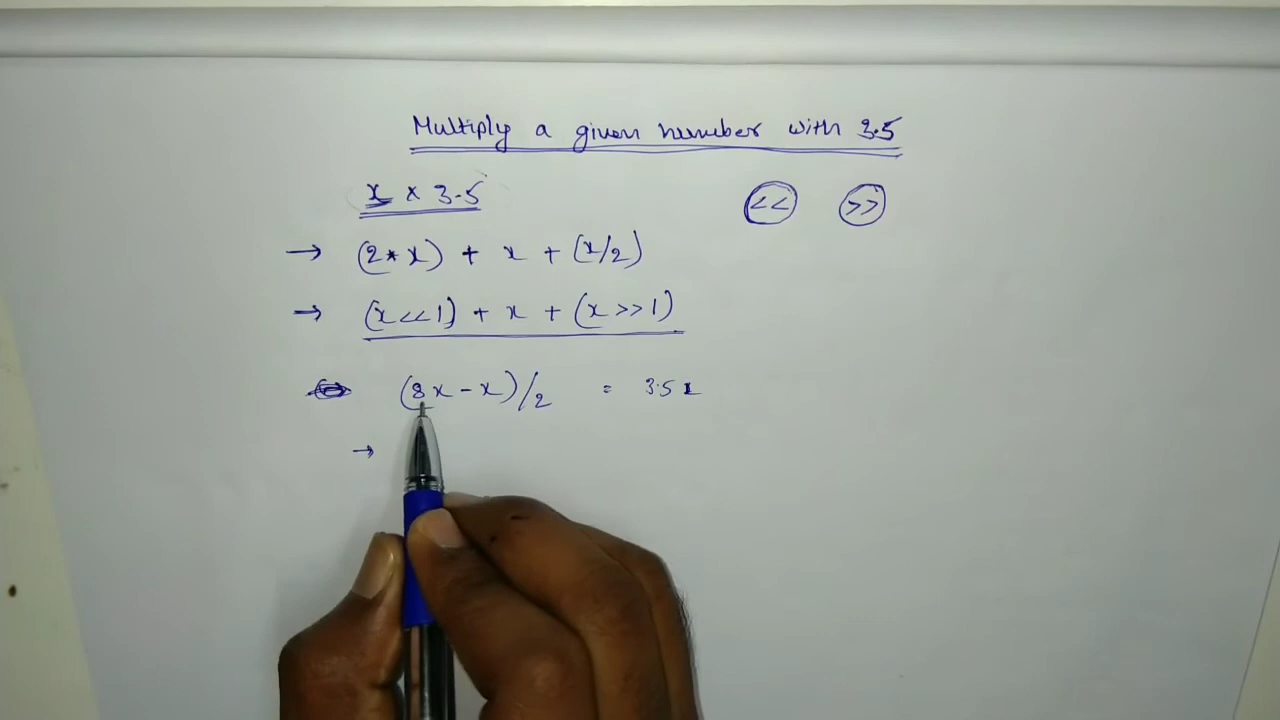 Multiply a given number with 3.5
x × 3.5
<< >>
→ (2*x) + x + (x/2)
→ (x<<1) + x + (x>>1)
(8x-x)/2 = 3.5x
→